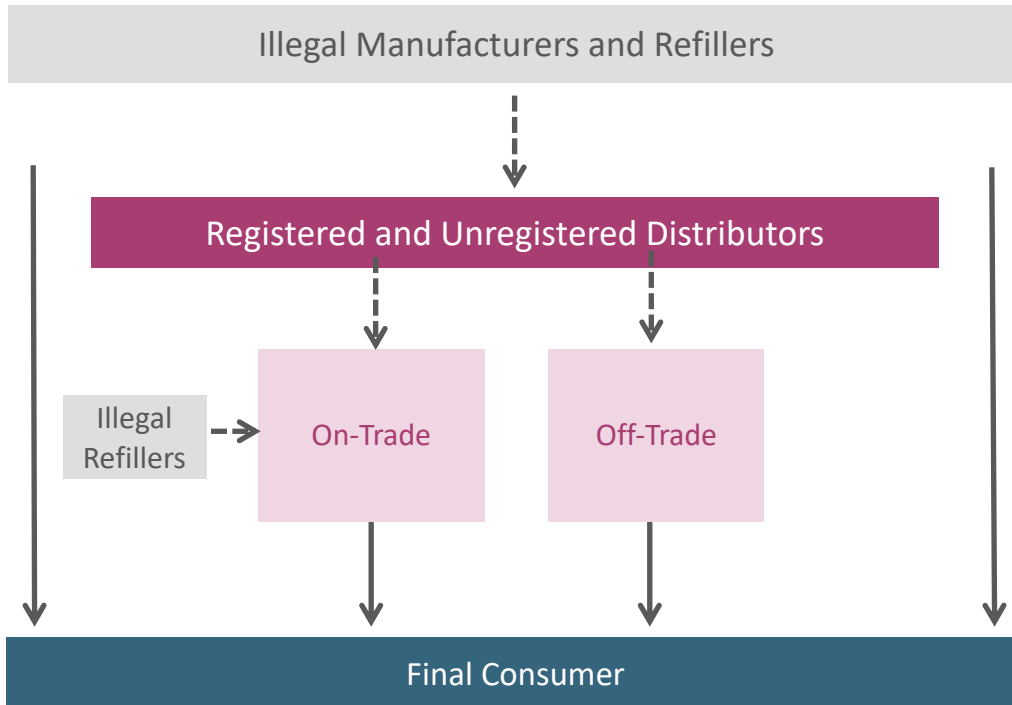 Illegal Manufacturers and Refillers
Registered and Unregistered Distributors
Illegal
Refillers
On-Trade
Off-Trade
Final Consumer